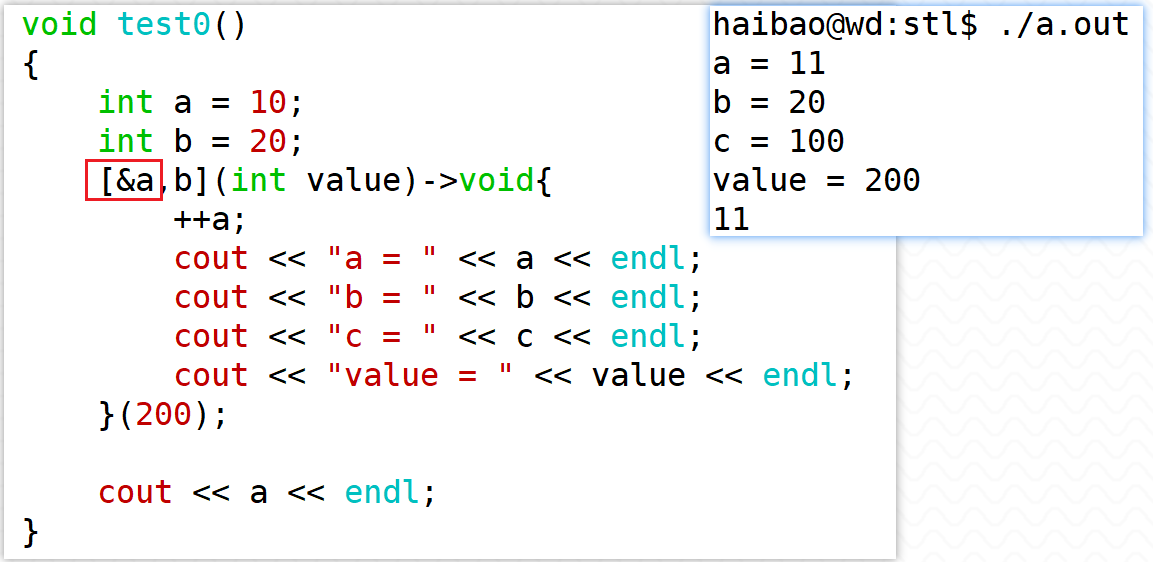 void test0()
{
    int a = 10;
    int b = 20;
    [&a,b](int value)->void{
        ++a;
        cout << "a = " << a << endl;
        cout << "b = " << b << endl;
        cout << "c = " << c << endl;
        cout << "value = " << value << endl;
    }(200);

    cout << a << endl;
}
haibao@wd:stl$ ./a.out
a = 11
b = 20
c = 100
value = 200
11